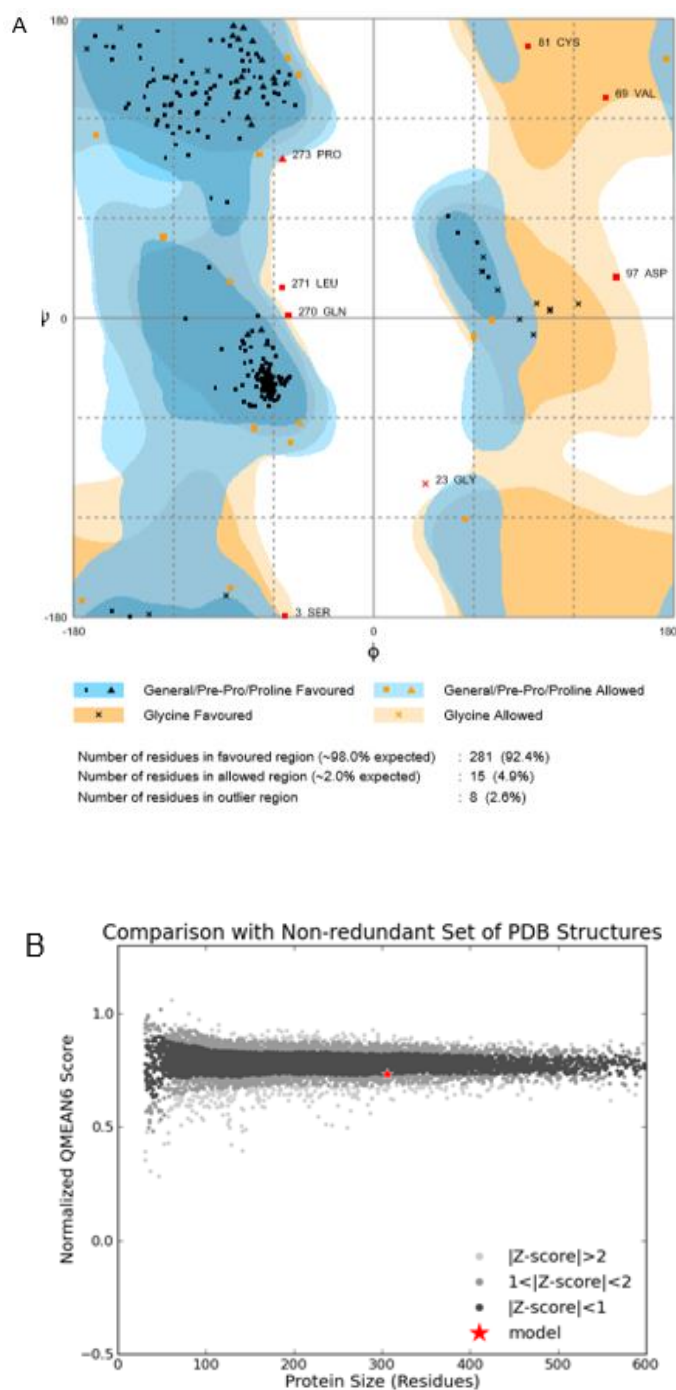 A
180
81 CYS
69 VAL
273 PRO
271 LEU
97 ASP
270 GLN
0
23 GLY
3 SER
-180
-180 0 180
ϕ
General/Pre-Pro/Proline Favoured General/Pre-Pro/Proline Allowed
Glycine Favoured Glycine Allowed
Number of residues in favoured region (~98.0% expected) : 281 (92.4%)
Number of residues in allowed region (~2.0% expected) : 15 (4.9%)
Number of residues in outlier region : 8 (2.6%)
B
Comparison with Non-redundant Set of PDB Structures
Normalized QMEAN6 Score
1.0
0.5
0.0
−0.5
|Z-score|>2
1<|Z-score|<2
|Z-score|<1
model
0 100 200 300 400 500 600
Protein Size (Residues)